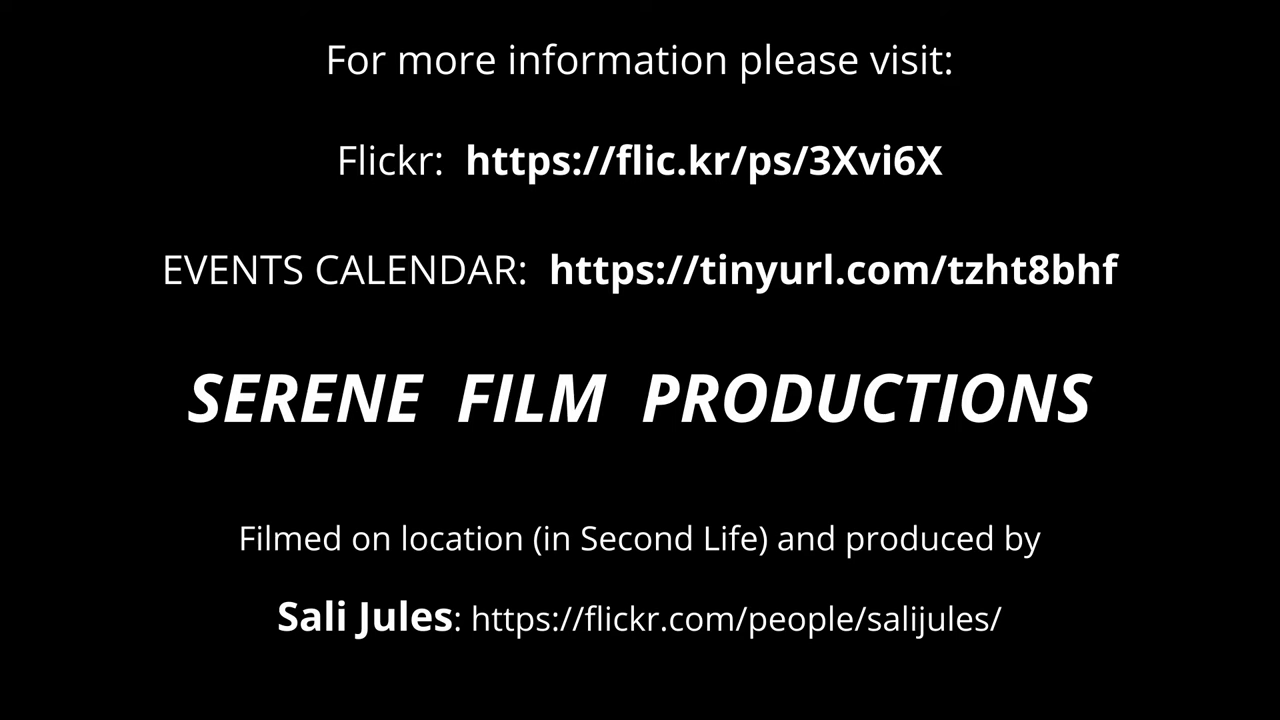 For more information please visit:
Flickr: https://flic.kr/ps/3Xvi6X
EVENTS CALENDAR: https://tinyurl.com/tzht8bhf
SERENE FILM PRODUCTIONS
Filmed on location (in Second Life) and produced by
Sali Jules: https://flickr.com/people/salijules/